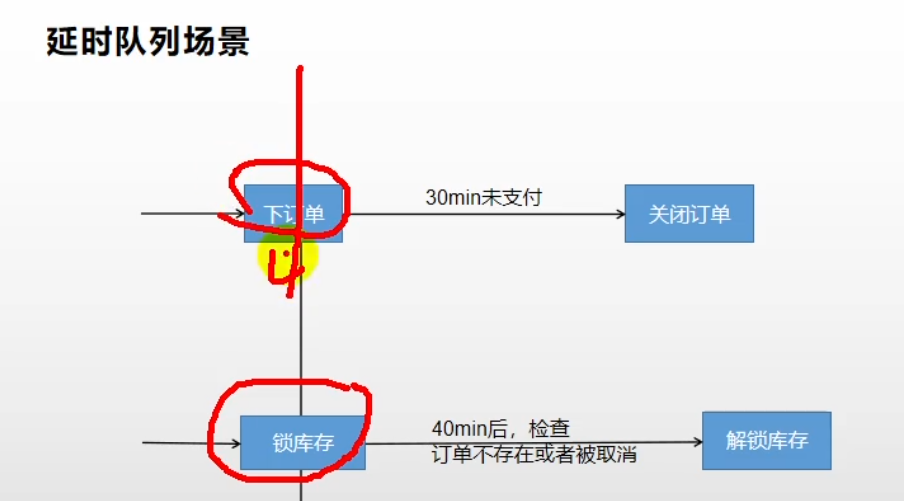 延时队列场景
下订单
30min未支付
关闭订单
锁库存
40min后，检查
订单不存在或者被取消
解锁库存